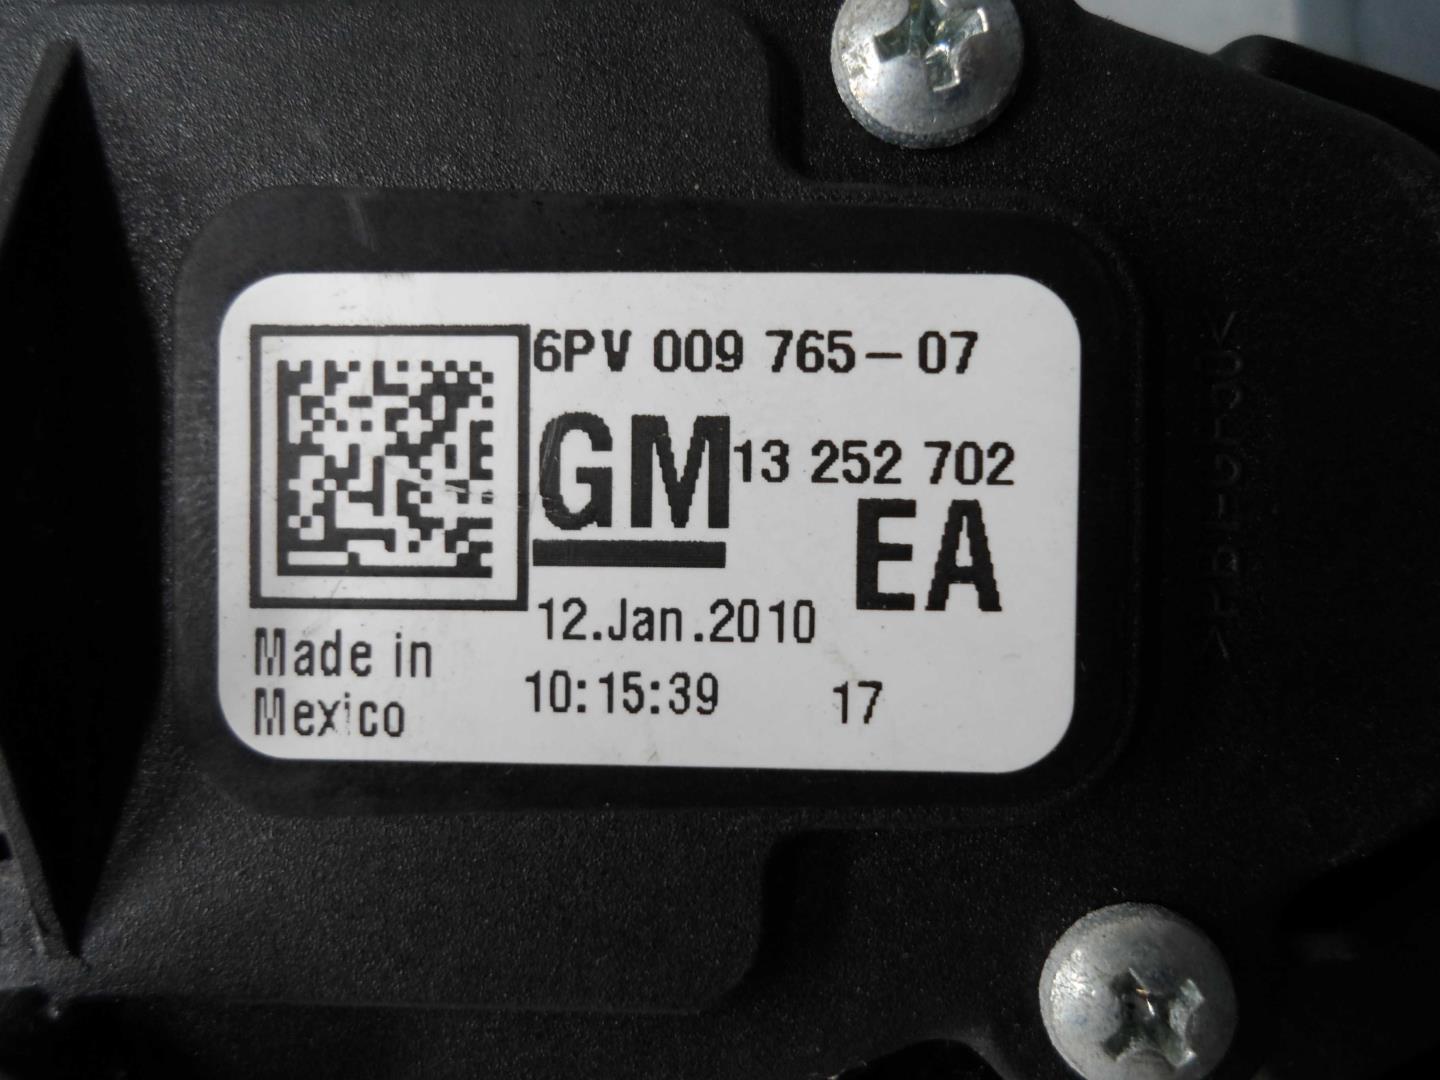 6PV 009 765-07
GM 13 252 702
EA
12.Jan.2010
Made in
Mexico
10:15:39 17